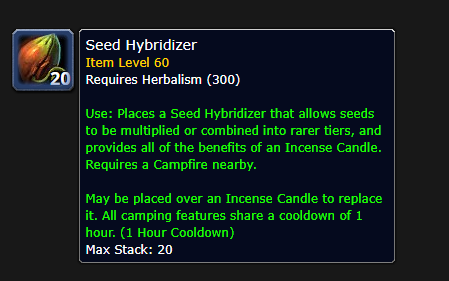 Seed Hybridizer
Item Level 60
Requires Herbalism (300)
Use: Places a Seed Hybridizer that allows seeds
to be multiplied or combined into rarer tiers, and
provides all of the benefits of an Incense Candle.
Requires a Campfire nearby.
May be placed over an Incense Candle to replace
it. All camping features share a cooldown of 1
hour. (1 Hour Cooldown)
Max Stack: 20
20